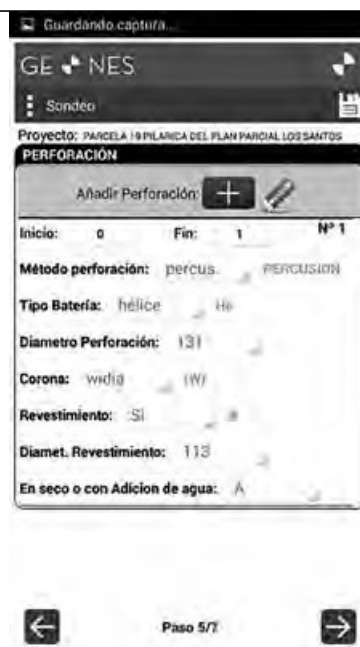 Guardando captura...
GE NES
Sondeo
Proyecto: PARCELA 19 PILARICA DEL PLAN PARCIAL LOS SANTOS
PERFORACIÓN
Añadir Perforación: +
Inicio: 0 Fin: 1 Nº 1
Método perforación: percus. PERCUSION
Tipo Batería: hélice He
Diametro Perforación: 131
Corona: widia (W)
Revestimiento: SI
Diamet. Revestimiento: 113
En seco o con Adicion de agua: A
Paso 5/7